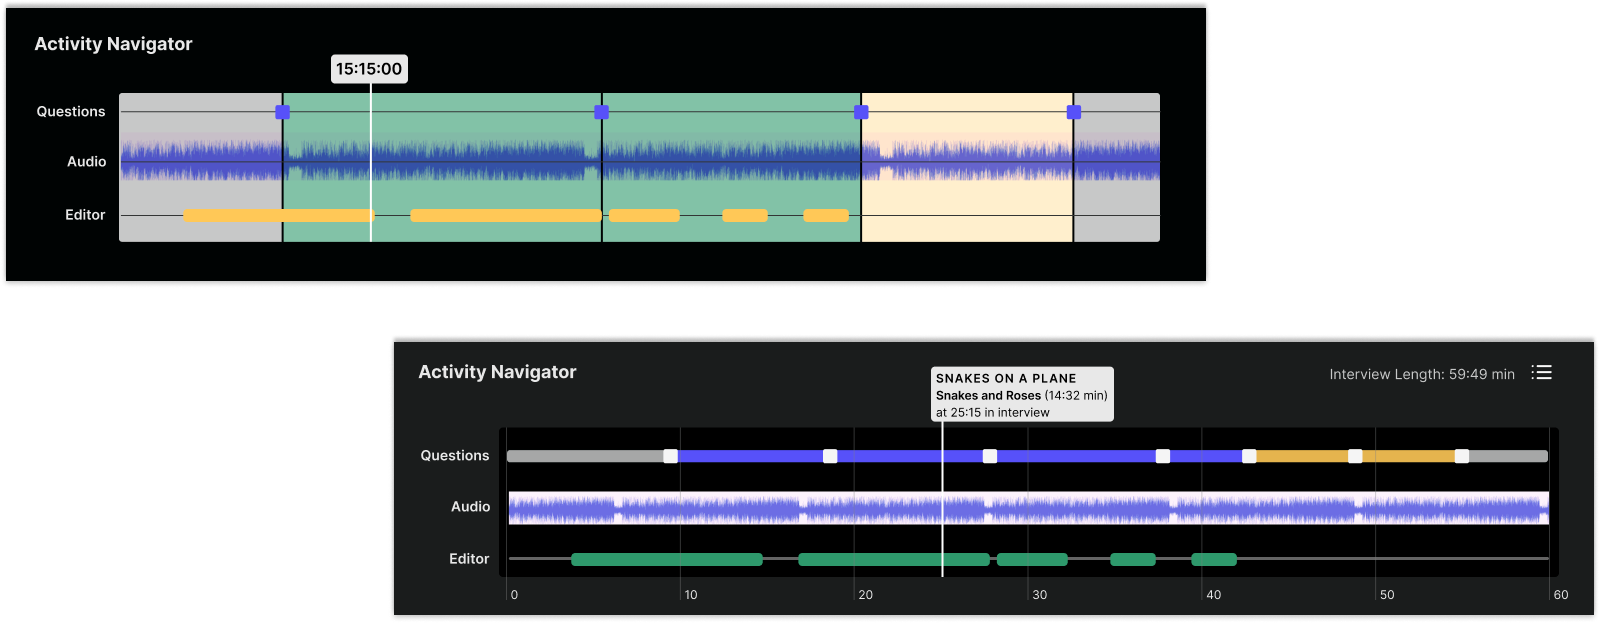 Activity Navigator
15:15:00
Questions
Audio
Editor
Activity Navigator
SNAKES ON A PLANE
Snakes and Roses (14:32 min)
at 25:15 in interview
Interview Length: 59:49 min
Questions
Audio
Editor
0 10 20 30 40 50 60